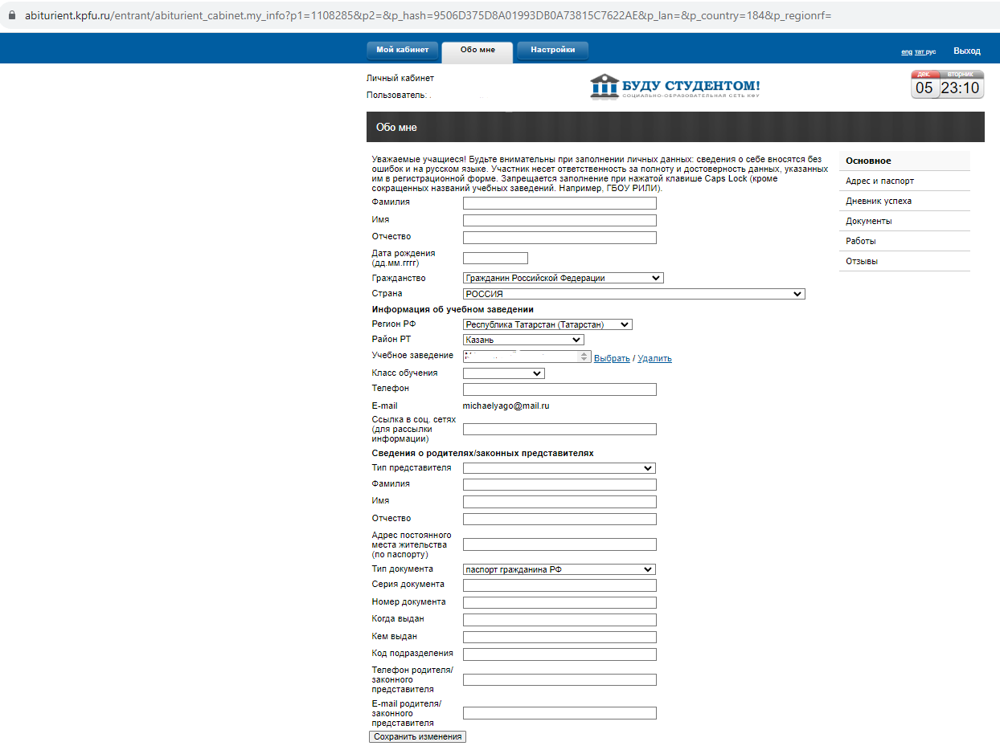 abiturient.kpfu.ru/entrant/abiturient_cabinet.my_info?p1=1108285&p2=&p_hash=9506D375D8A01993DB0A73815C7622AE&p_lan=&p_country=184&p_regionrf=
Мой кабинет Обо мне Настройки eng тат рус Выход
Личный кабинет
Пользователь:
БУДУ СТУДЕНТОМ!
СОЦИАЛЬНО-ОБРАЗОВАТЕЛЬНАЯ СЕТЬ КФУ
дек. вторник
05 23:10
Обо мне
Уважаемые учащиеся! Будьте внимательны при заполнении личных данных: сведения о себе вносятся без
ошибок и на русском языке. Участник несет ответственность за полноту и достоверность данных, указанных
им в регистрационной форме. Запрещается заполнение при нажатой клавише Caps Lock (кроме
сокращенных названий учебных заведений. Например, ГБОУ РИЛИ).
Фамилия
Имя
Отчество
Дата рождения
(дд.мм.гггг)
Гражданство Гражданин Российской Федерации
Страна РОССИЯ
Информация об учебном заведении
Регион РФ Республика Татарстан (Татарстан)
Район РТ Казань
Учебное заведение Выбрать / Удалить
Класс обучения
Телефон
E-mail michaelyago@mail.ru
Ссылка в соц. сетях
(для рассылки
информации)
Сведения о родителях/законных представителях
Тип представителя
Фамилия
Имя
Отчество
Адрес постоянного
места жительства
(по паспорту)
Тип документа паспорт гражданина РФ
Серия документа
Номер документа
Когда выдан
Кем выдан
Код подразделения
Телефон родителя/
законного
представителя
E-mail родителя/
законного
представителя
Сохранить изменения
Основное
Адрес и паспорт
Дневник успеха
Документы
Работы
Отзывы